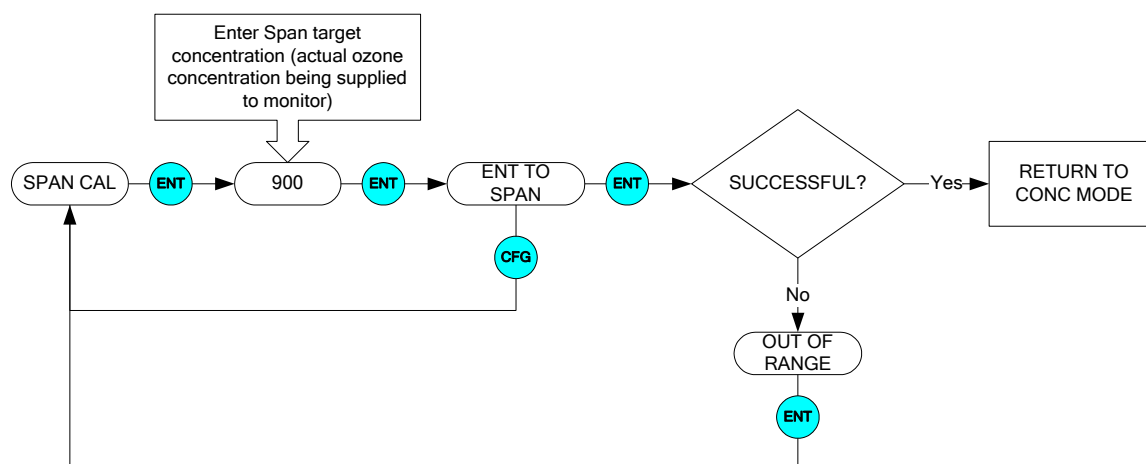 Enter Span target
concentration (actual ozone
concentration being supplied
to monitor)
SPAN CAL
ENT
900
ENT
ENT TO
SPAN
ENT
SUCCESSFUL?
Yes
RETURN TO
CONC MODE
CFG
No
OUT OF
RANGE
ENT